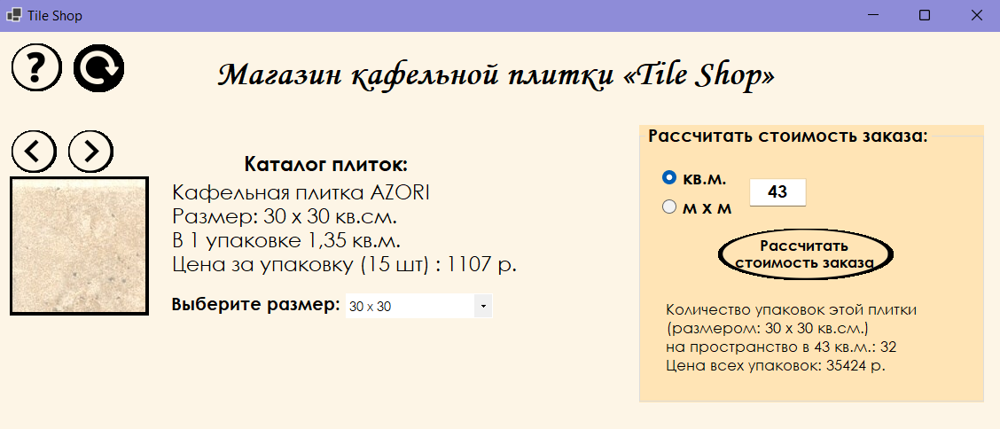 Tile Shop
?
Магазин кафельной плитки «Tile Shop»
Каталог плиток:
Кафельная плитка AZORI
Размер: 30 x 30 кв.см.
В 1 упаковке 1,35 кв.м.
Цена за упаковку (15 шт) : 1107 р.
Выберите размер: 30 x 30
Рассчитать стоимость заказа:
кв.м.
43
м х м
Рассчитать
стоимость заказа
Количество упаковок этой плитки
(размером: 30 x 30 кв.см.)
на пространство в 43 кв.м.: 32
Цена всех упаковок: 35424 р.